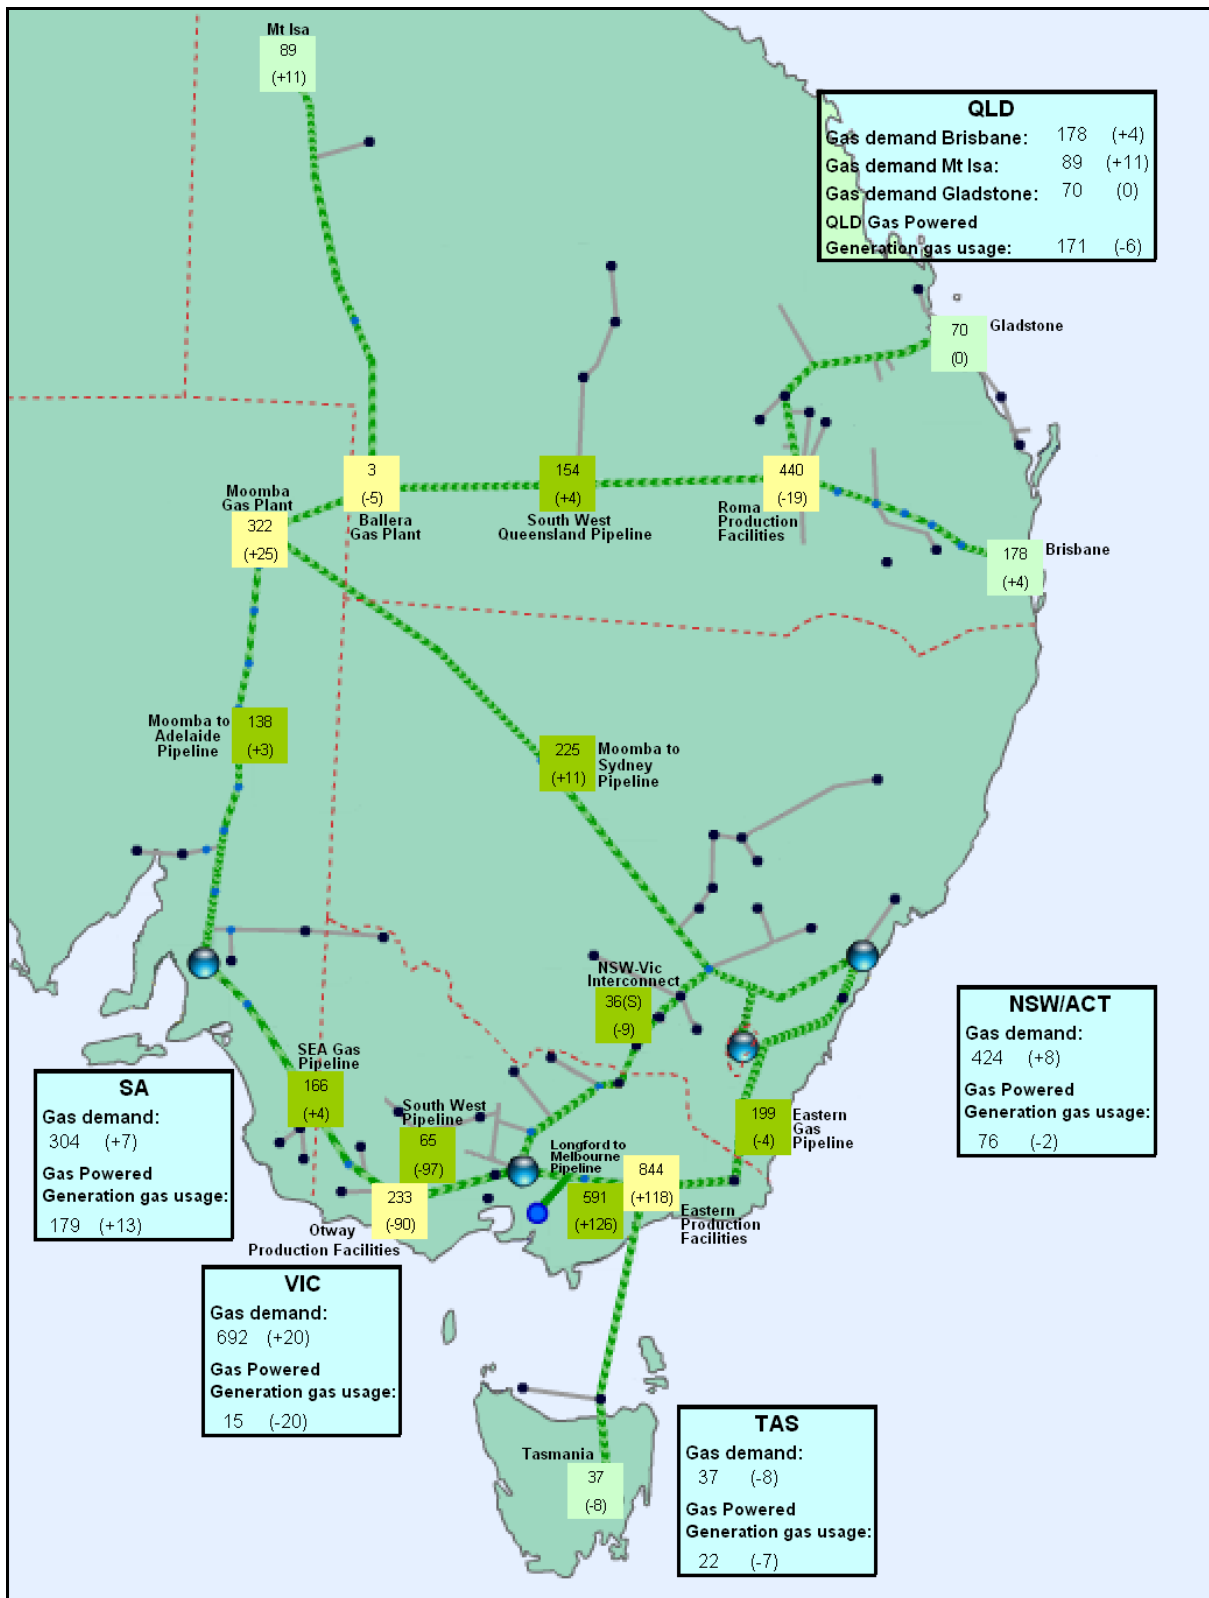 Mt Isa
89
(+11)
QLD
Gas demand Brisbane: 178 (+4)
Gas demand Mt Isa: 89 (+11)
Gas demand Gladstone: 70 (0)
QLD Gas Powered
Generation gas usage: 171 (-6)
70
(0)
Gladstone
Moomba
Gas Plant
322
(+25)
3
(-5)
Ballera
Gas Plant
154
(+4)
South West
Queensland Pipeline
440
(-19)
Roma
Production
Facilities
178
(+4)
Brisbane
Moomba to
Adelaide
Pipeline
138
(+3)
225
(+11)
Moomba to
Sydney
Pipeline
NSW-Vic
Interconnect
36(S)
(-9)
NSW/ACT
Gas demand:
424 (+8)
Gas Powered
Generation gas usage:
76 (-2)
SEA Gas
Pipeline
166
(+4)
SA
Gas demand:
304 (+7)
Gas Powered
Generation gas usage:
179 (+13)
South West
Pipeline
65
(-97)
Longford to
Melbourne
Pipeline
591
(+126)
199
(-4)
Eastern
Gas
Pipeline
844
(+118)
Eastern
Production
Facilities
233
(-90)
Otway
Production Facilities
VIC
Gas demand:
692 (+20)
Gas Powered
Generation gas usage:
15 (-20)
Tasmania
37
(-8)
TAS
Gas demand:
37 (-8)
Gas Powered
Generation gas usage:
22 (-7)